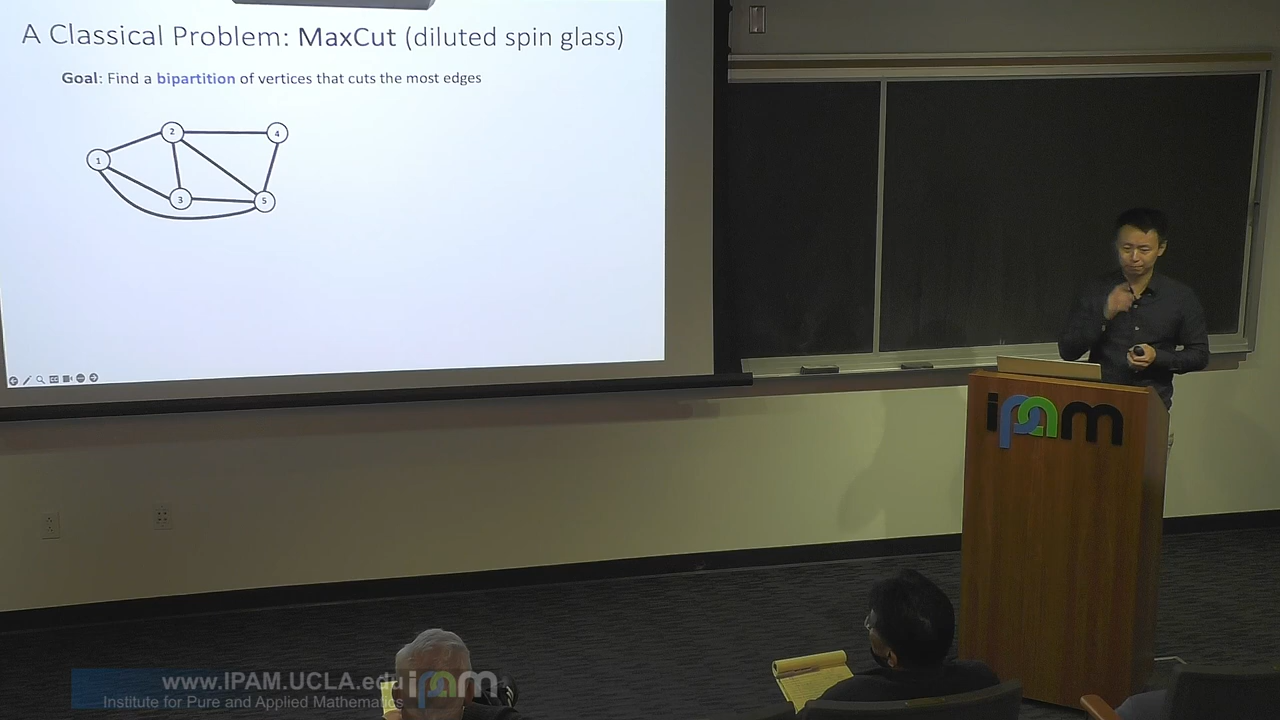 A Classical Problem: MaxCut (diluted spin glass)
Goal: Find a bipartition of vertices that cuts the most edges
1
2
3
4
5
ipam
www.IPAM.UCLA.edu
Institute for Pure and Applied Mathematics
ipam